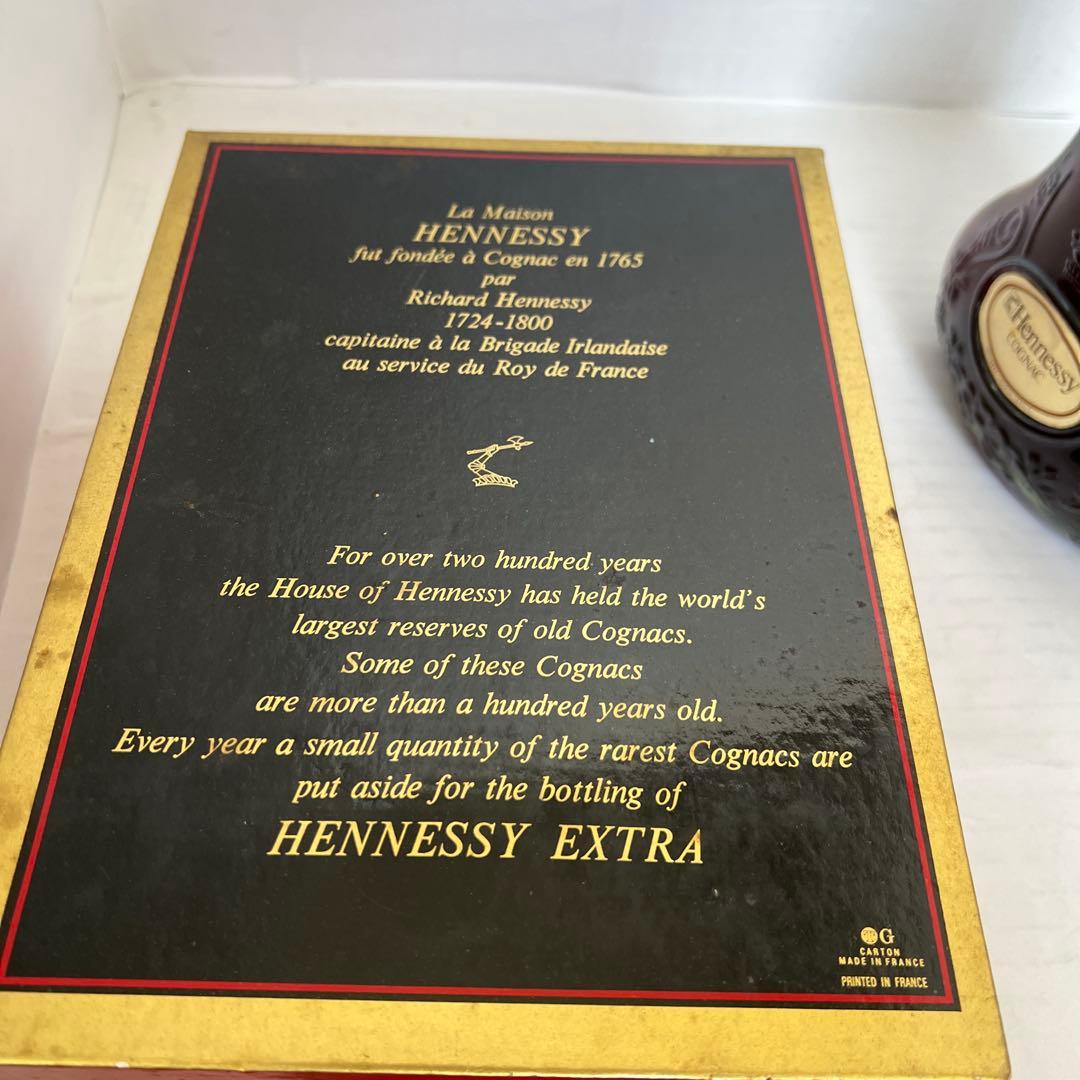 La Maison
HENNESSY
fut fondée à Cognac en 1765
par
Richard Hennessy
1724-1800
capitaine à la Brigade Irlandaise
au service du Roy de France
For over two hundred years
the House of Hennessy has held the world's
largest reserves of old Cognacs.
Some of these Cognacs
are more than a hundred years old.
Every year a small quantity of the rarest Cognacs are
put aside for the bottling of
HENNESSY EXTRA
G
CARTON
MADE IN FRANCE
PRINTED IN FRANCE
Hennessy
COGNAC